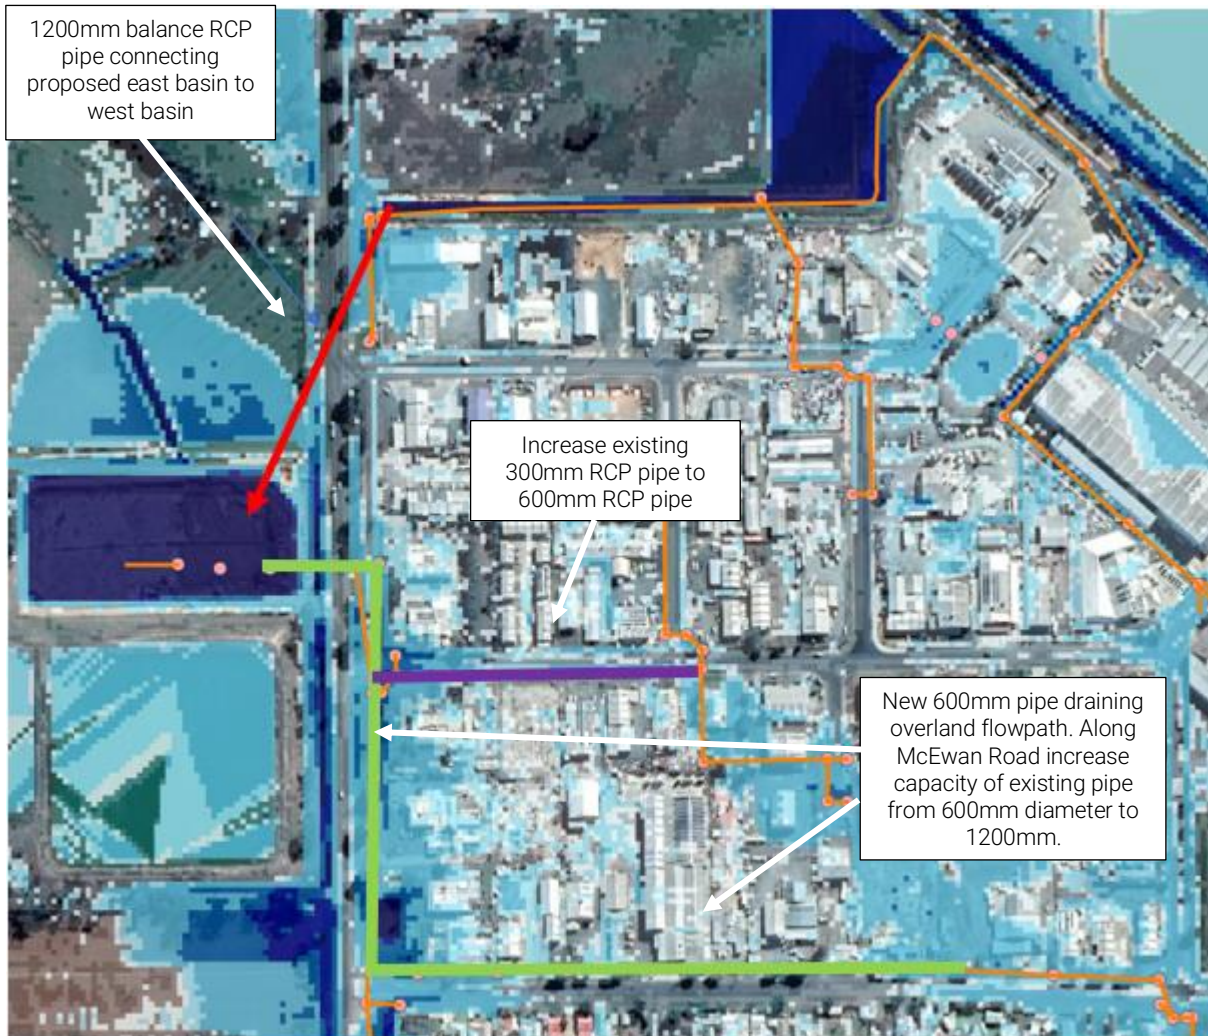 1200mm balance RCP
pipe connecting
proposed east basin to
west basin
Increase existing
300mm RCP pipe to
600mm RCP pipe
New 600mm pipe draining
overland flowpath. Along
McEwan Road increase
capacity of existing pipe
from 600mm diameter to
1200mm.